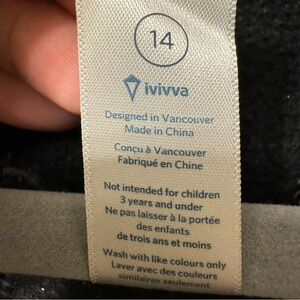 14
ivivva
Designed in Vancouver
Made in China
Conçu à Vancouver
Fabriqué en Chine
Not intended for children
3 years and under
Ne pas laisser à la portée
des enfants
de trois ans et moins
Wash with like colours only
Laver avec des couleurs
similaires seulement